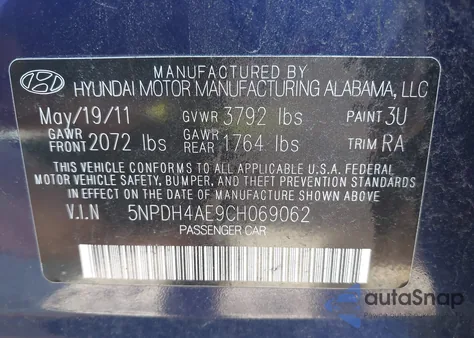 MANUFACTURED BY
HYUNDAI MOTOR MANUFACTURING ALABAMA, LLC
May/19/11 GVWR 3792 lbs PAINT 3U
GAWR FRONT 2072 lbs GAWR REAR 1764 lbs TRIM RA
THIS VEHICLE CONFORMS TO ALL APPLICABLE U.S.A. FEDERAL
MOTOR VEHICLE SAFETY, BUMPER, AND THEFT PREVENTION STANDARDS
IN EFFECT ON THE DATE OF MANUFACTURE SHOWN ABOVE.
V.I.N 5NPDH4AE9CH069062
PASSENGER CAR
autoSnap